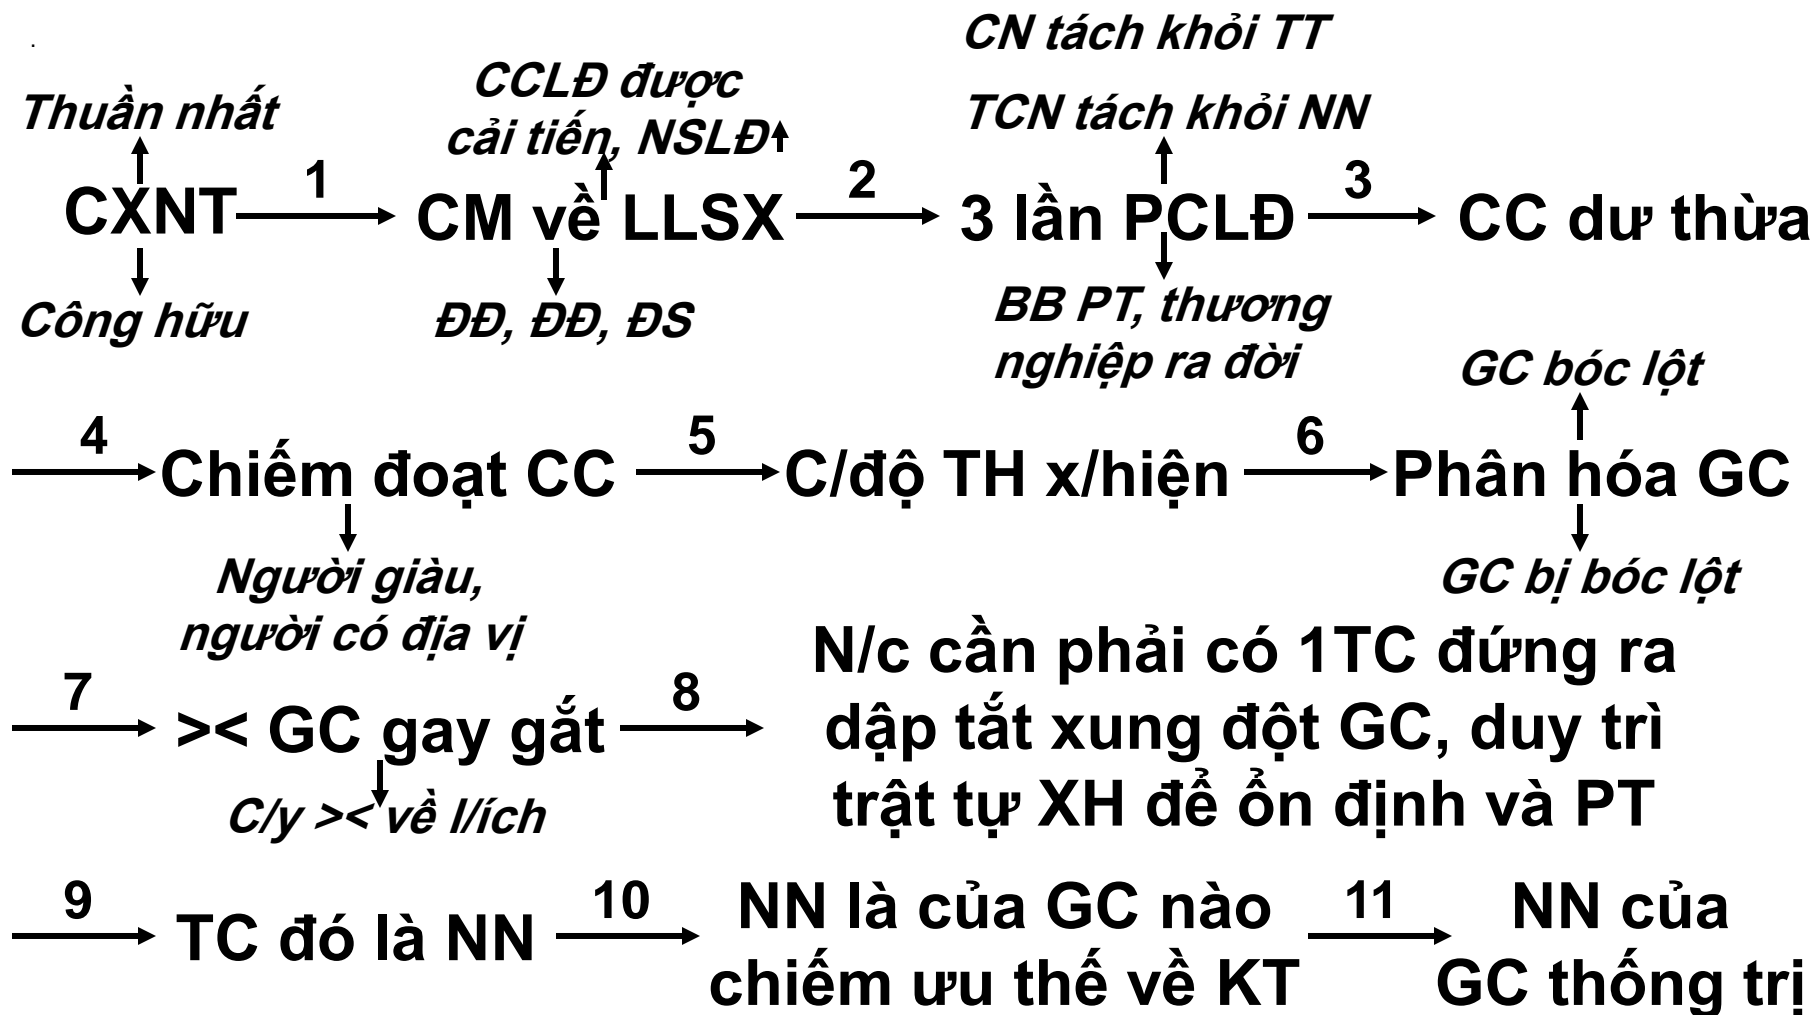 CN tách khỏi TT
CCLĐ được
Thuần nhất
cải tiến, NSLĐ
TCN tách khỏi NN
CXNT 1 CM về LLSX 2 3 lần PCLĐ 3 CC dư thừa
Công hữu
ĐĐ, ĐĐ, ĐS
BB PT, thương
nghiệp ra đời
GC bóc lột
4 Chiếm đoạt CC 5 C/độ TH x/hiện 6 Phân hóa GC
Người giàu,
người có địa vị
GC bị bóc lột
7 >< GC gay gắt 8
N/c cần phải có 1TC đứng ra
dập tắt xung đột GC, duy trì
trật tự XH để ổn định và PT
C/y >< về l/ích
9 TC đó là NN 10
NN là của GC nào
chiếm ưu thế về KT
11
NN của
GC thống trị